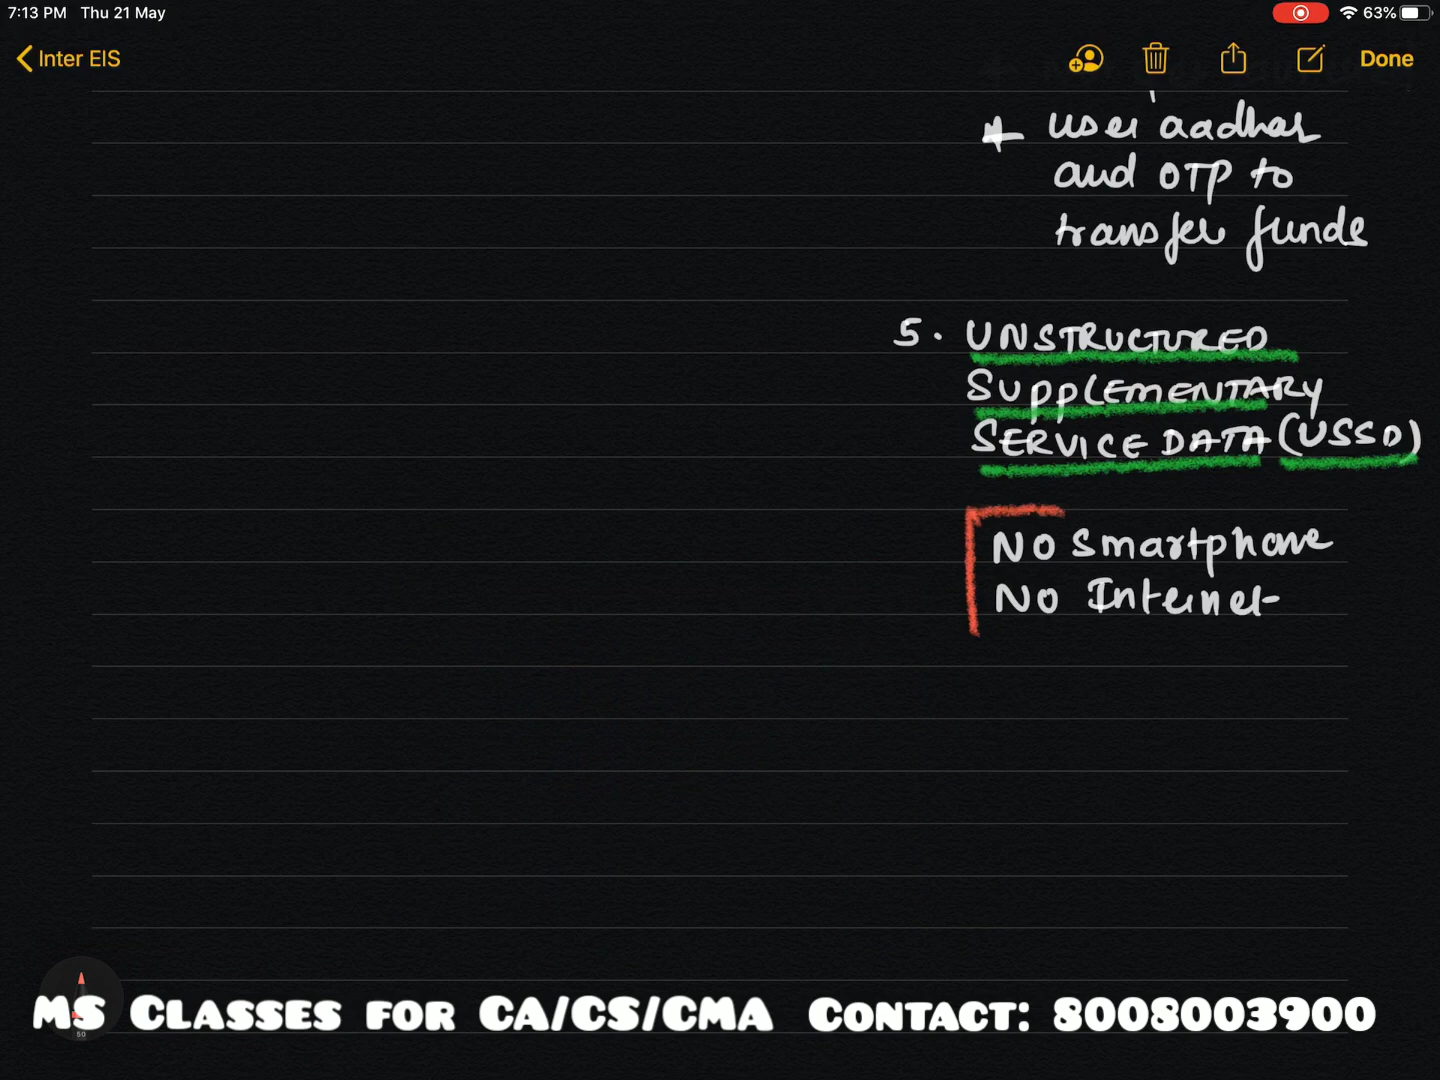 7:13 PM Thu 21 May
63%
Inter EIS
Done
user aadhar
and OTP to
transfer funds
5. UNSTRUCTURED
SUPPLEMENTARY
SERVICE DATA (USSD)
NO Smartphone
NO Internet
50
MS CLASSES FOR CA/CS/CMA CONTACT: 8008003900